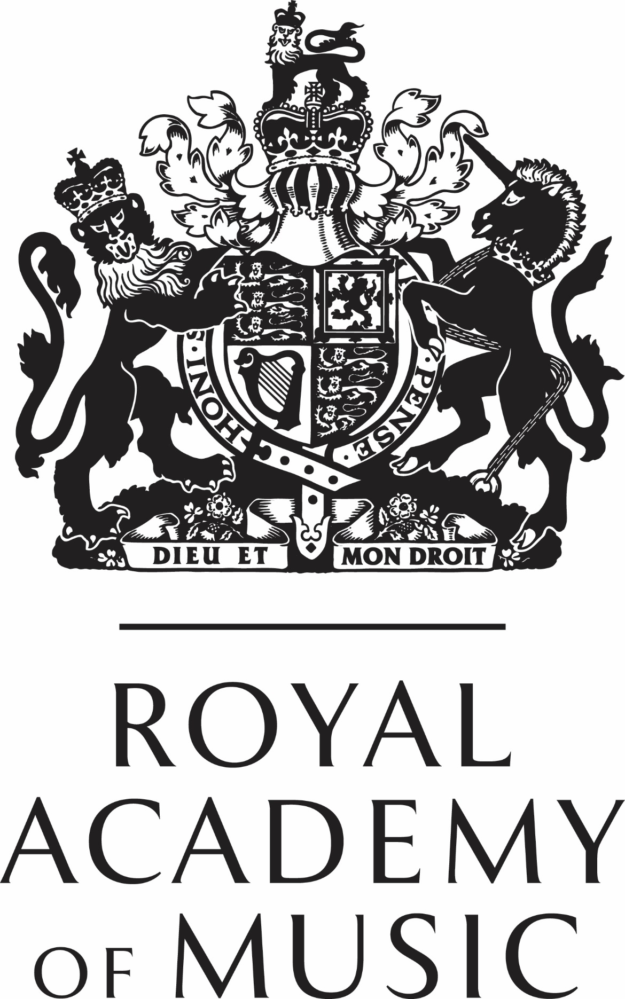 S · HONI
· PENSE ·
DIEU ET MON DROIT
ROYAL
ACADEMY
OF MUSIC